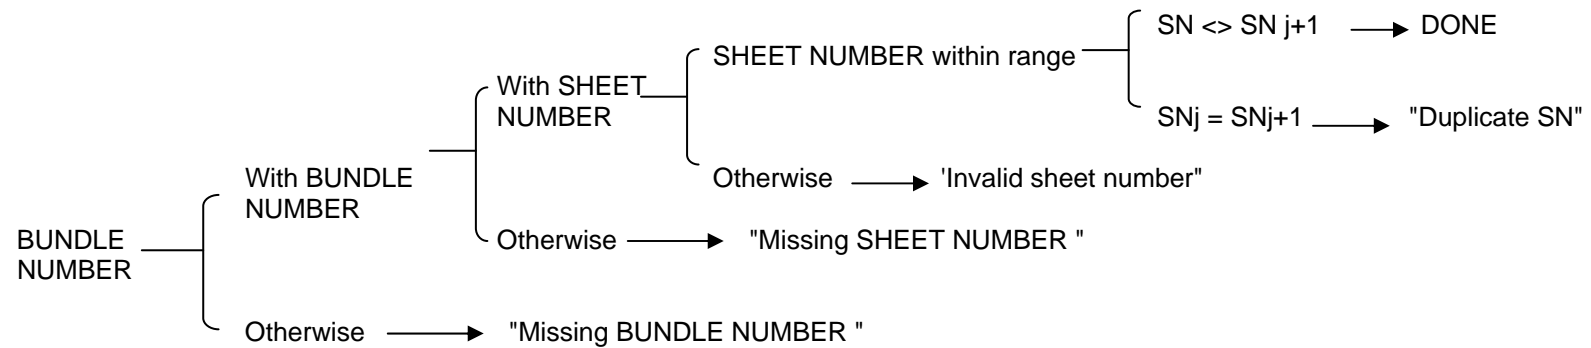 SN <> SN j+1 DONE
SHEET NUMBER within range
With SHEET
NUMBER
SNj = SNj+1 "Duplicate SN"
With BUNDLE
NUMBER
Otherwise 'Invalid sheet number"
BUNDLE
NUMBER
Otherwise "Missing SHEET NUMBER "
Otherwise "Missing BUNDLE NUMBER "